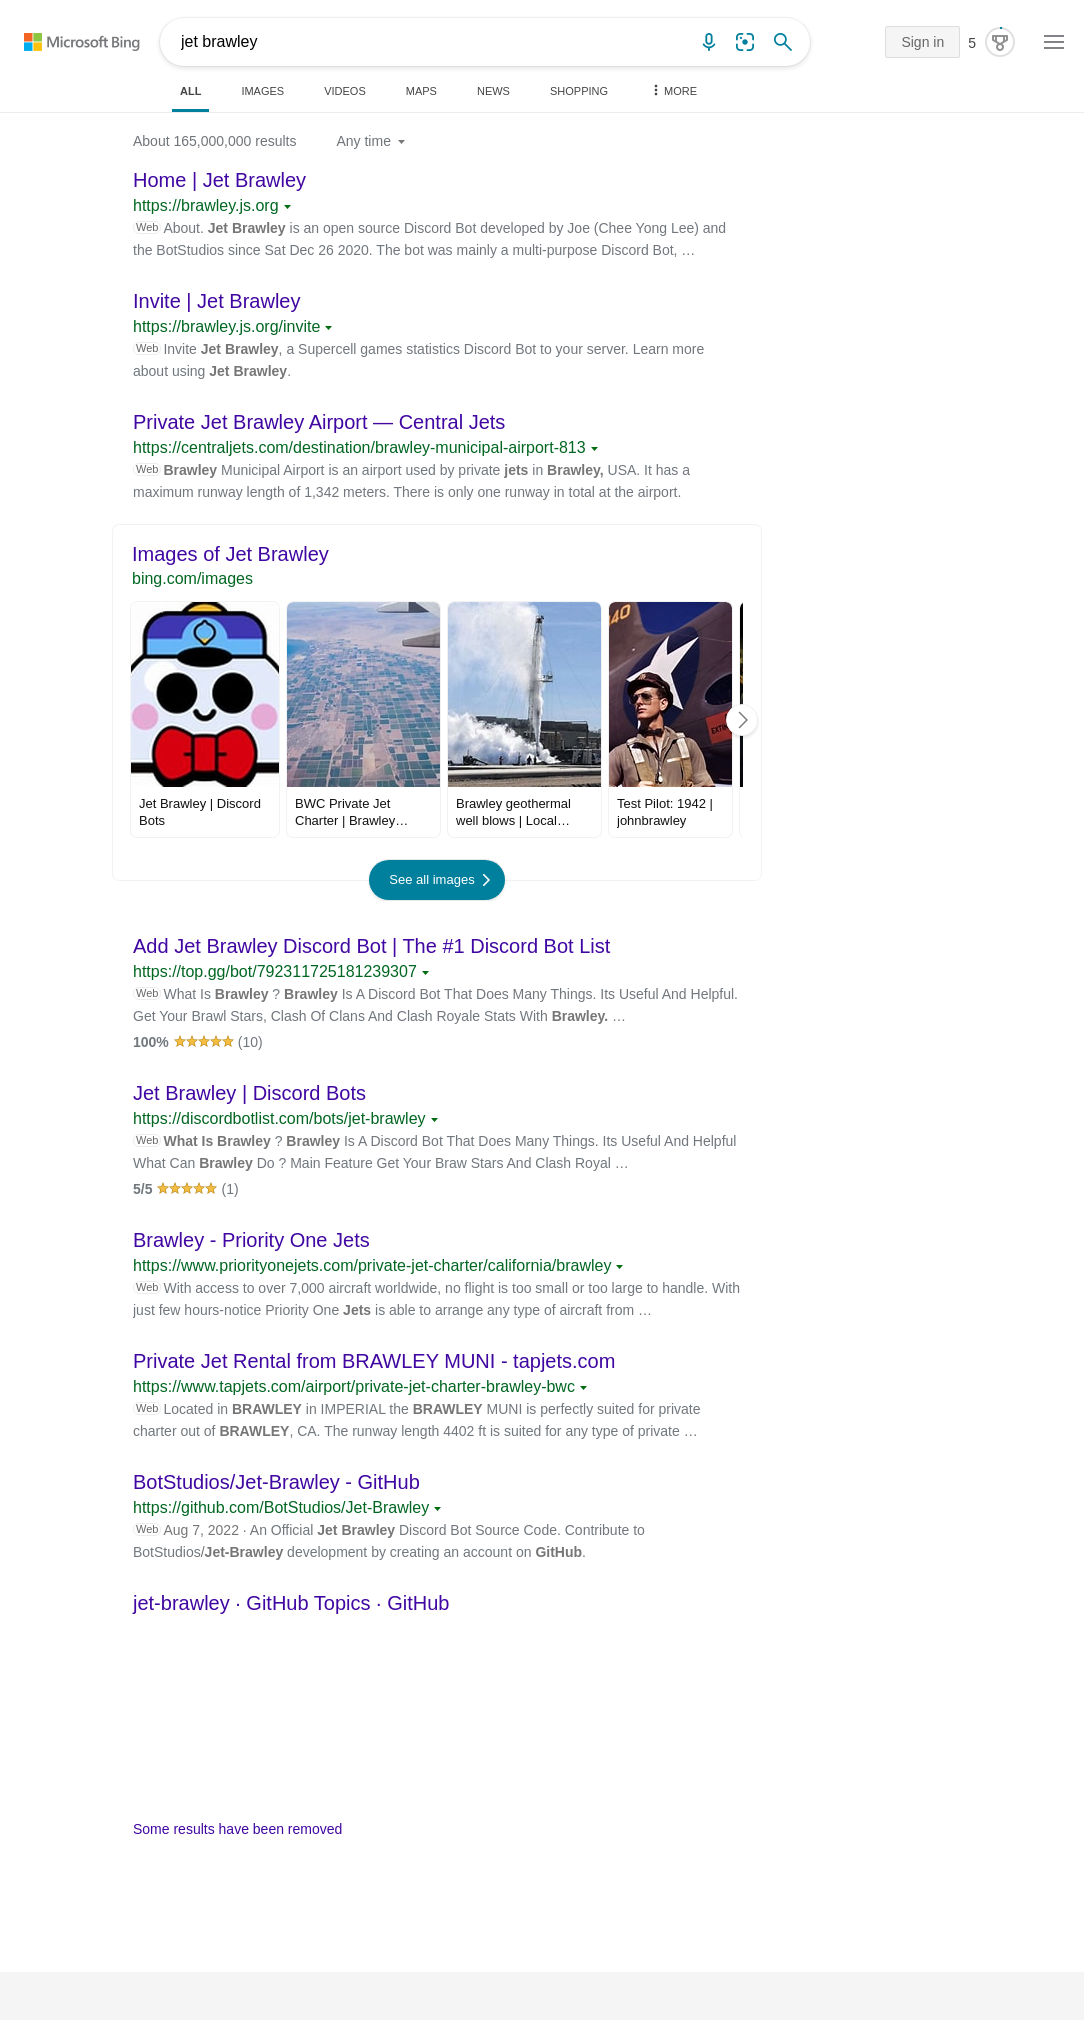 Microsoft Bing
jet brawley
Sign in
5
ALL
IMAGES
VIDEOS
MAPS
NEWS
SHOPPING
MORE
About 165,000,000 results
Any time
Home | Jet Brawley
https://brawley.js.org
Web About. Jet Brawley is an open source Discord Bot developed by Joe (Chee Yong Lee) and
the BotStudios since Sat Dec 26 2020. The bot was mainly a multi-purpose Discord Bot, …
Invite | Jet Brawley
https://brawley.js.org/invite
Web Invite Jet Brawley, a Supercell games statistics Discord Bot to your server. Learn more
about using Jet Brawley.
Private Jet Brawley Airport — Central Jets
https://centraljets.com/destination/brawley-municipal-airport-813
Web Brawley Municipal Airport is an airport used by private jets in Brawley, USA. It has a
maximum runway length of 1,342 meters. There is only one runway in total at the airport.
Images of Jet Brawley
bing.com/images
40
EXTIN
Jet Brawley | Discord
Bots
BWC Private Jet
Charter | Brawley…
Brawley geothermal
well blows | Local…
Test Pilot: 1942 |
johnbrawley
See all images
Add Jet Brawley Discord Bot | The #1 Discord Bot List
https://top.gg/bot/792311725181239307
Web What Is Brawley ? Brawley Is A Discord Bot That Does Many Things. Its Useful And Helpful.
Get Your Brawl Stars, Clash Of Clans And Clash Royale Stats With Brawley. …
100% (10)
Jet Brawley | Discord Bots
https://discordbotlist.com/bots/jet-brawley
Web What Is Brawley ? Brawley Is A Discord Bot That Does Many Things. Its Useful And Helpful
What Can Brawley Do ? Main Feature Get Your Braw Stars And Clash Royal …
5/5 (1)
Brawley - Priority One Jets
https://www.priorityonejets.com/private-jet-charter/california/brawley
Web With access to over 7,000 aircraft worldwide, no flight is too small or too large to handle. With
just few hours-notice Priority One Jets is able to arrange any type of aircraft from …
Private Jet Rental from BRAWLEY MUNI - tapjets.com
https://www.tapjets.com/airport/private-jet-charter-brawley-bwc
Web Located in BRAWLEY in IMPERIAL the BRAWLEY MUNI is perfectly suited for private
charter out of BRAWLEY, CA. The runway length 4402 ft is suited for any type of private …
BotStudios/Jet-Brawley - GitHub
https://github.com/BotStudios/Jet-Brawley
Web Aug 7, 2022 · An Official Jet Brawley Discord Bot Source Code. Contribute to
BotStudios/Jet-Brawley development by creating an account on GitHub.
jet-brawley · GitHub Topics · GitHub
Some results have been removed